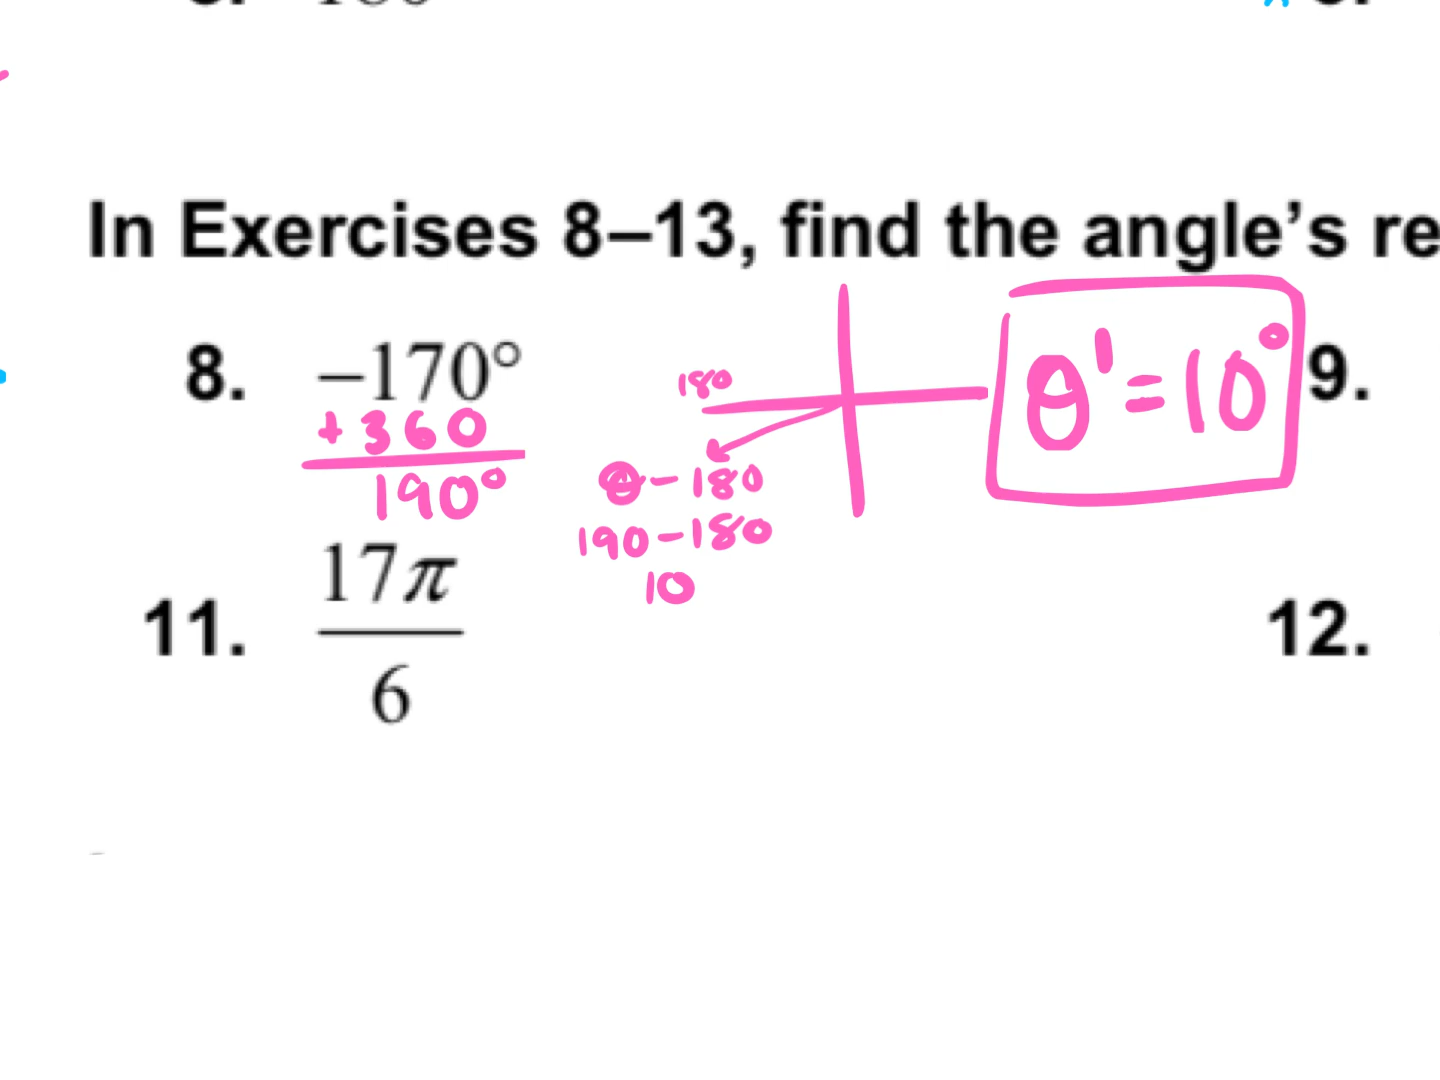 In Exercises 8–13, find the angle's re
8. −170°
+360
190°
180
θ − 180
190 − 180
10
θ' = 10°
9.
11. 17π
6
12.